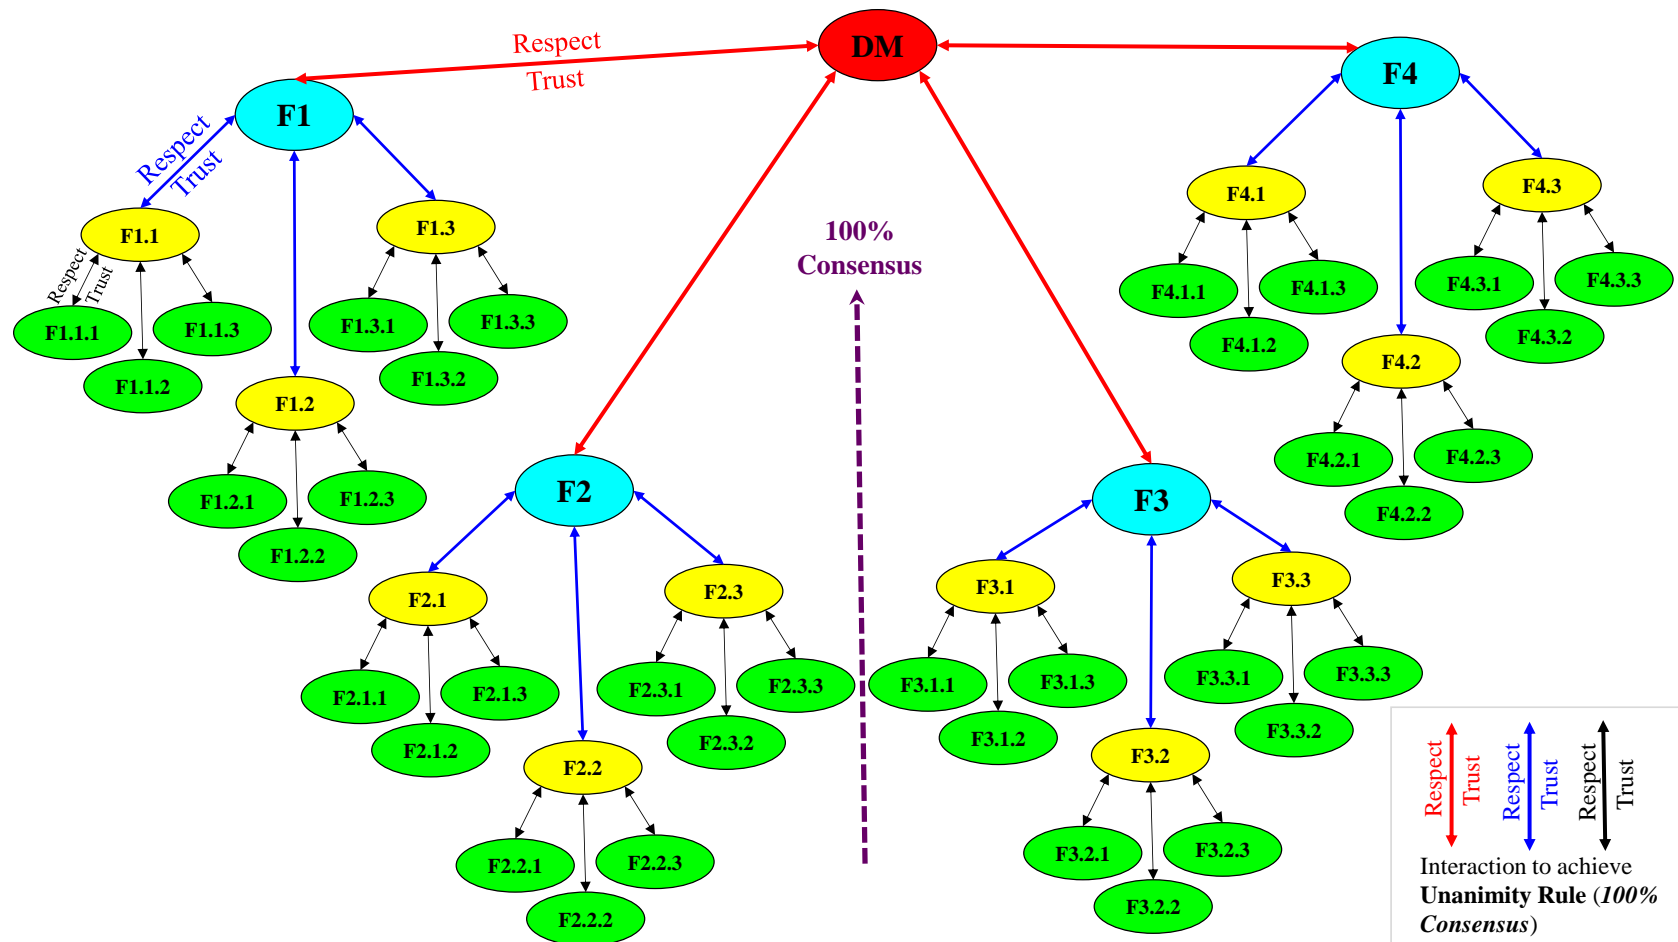 DM
Respect
Trust
F1
F4
Respect
Trust
F1.1
F1.3
Respect
Trust
F1.1.1
F1.1.3
F1.1.2
F1.3.1
F1.3.3
F1.3.2
F1.2
F1.2.1
F1.2.3
F1.2.2
100%
Consensus
F4.1
F4.3
F4.1.1
F4.1.3
F4.1.2
F4.3.1
F4.3.3
F4.3.2
F4.2
F4.2.1
F4.2.3
F4.2.2
F2
F2.1
F2.3
F2.1.1
F2.1.3
F2.1.2
F2.3.1
F2.3.3
F2.3.2
F2.2
F2.2.1
F2.2.3
F2.2.2
F3
F3.1
F3.3
F3.1.1
F3.1.3
F3.1.2
F3.3.1
F3.3.3
F3.3.2
F3.2
F3.2.1
F3.2.3
F3.2.2
Respect
Trust
Respect
Trust
Respect
Trust
Interaction to achieve
Unanimity Rule (100%
Consensus)